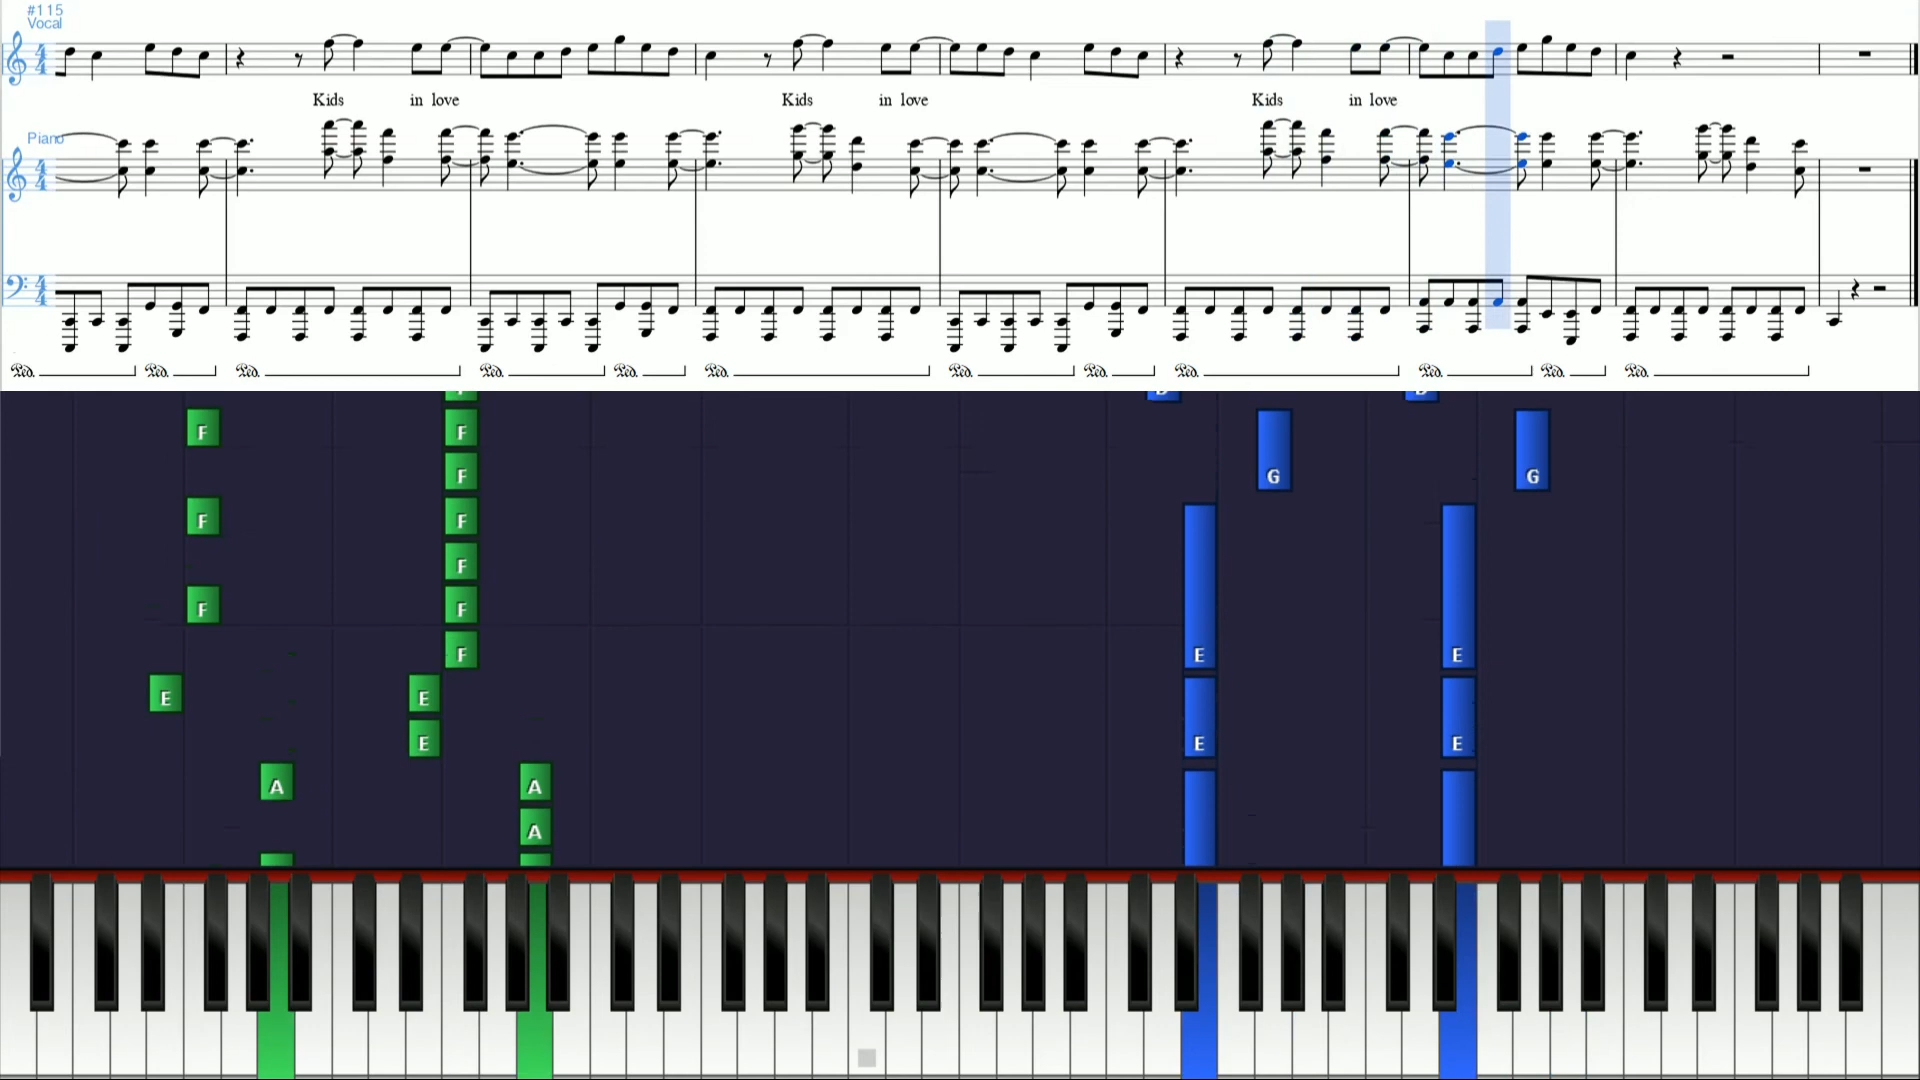 #115
Vocal
Kids in love Kids in love Kids in love
Piano
F F
F
F F
F
F F
E E F
E E E E
A A
A
G G
E E